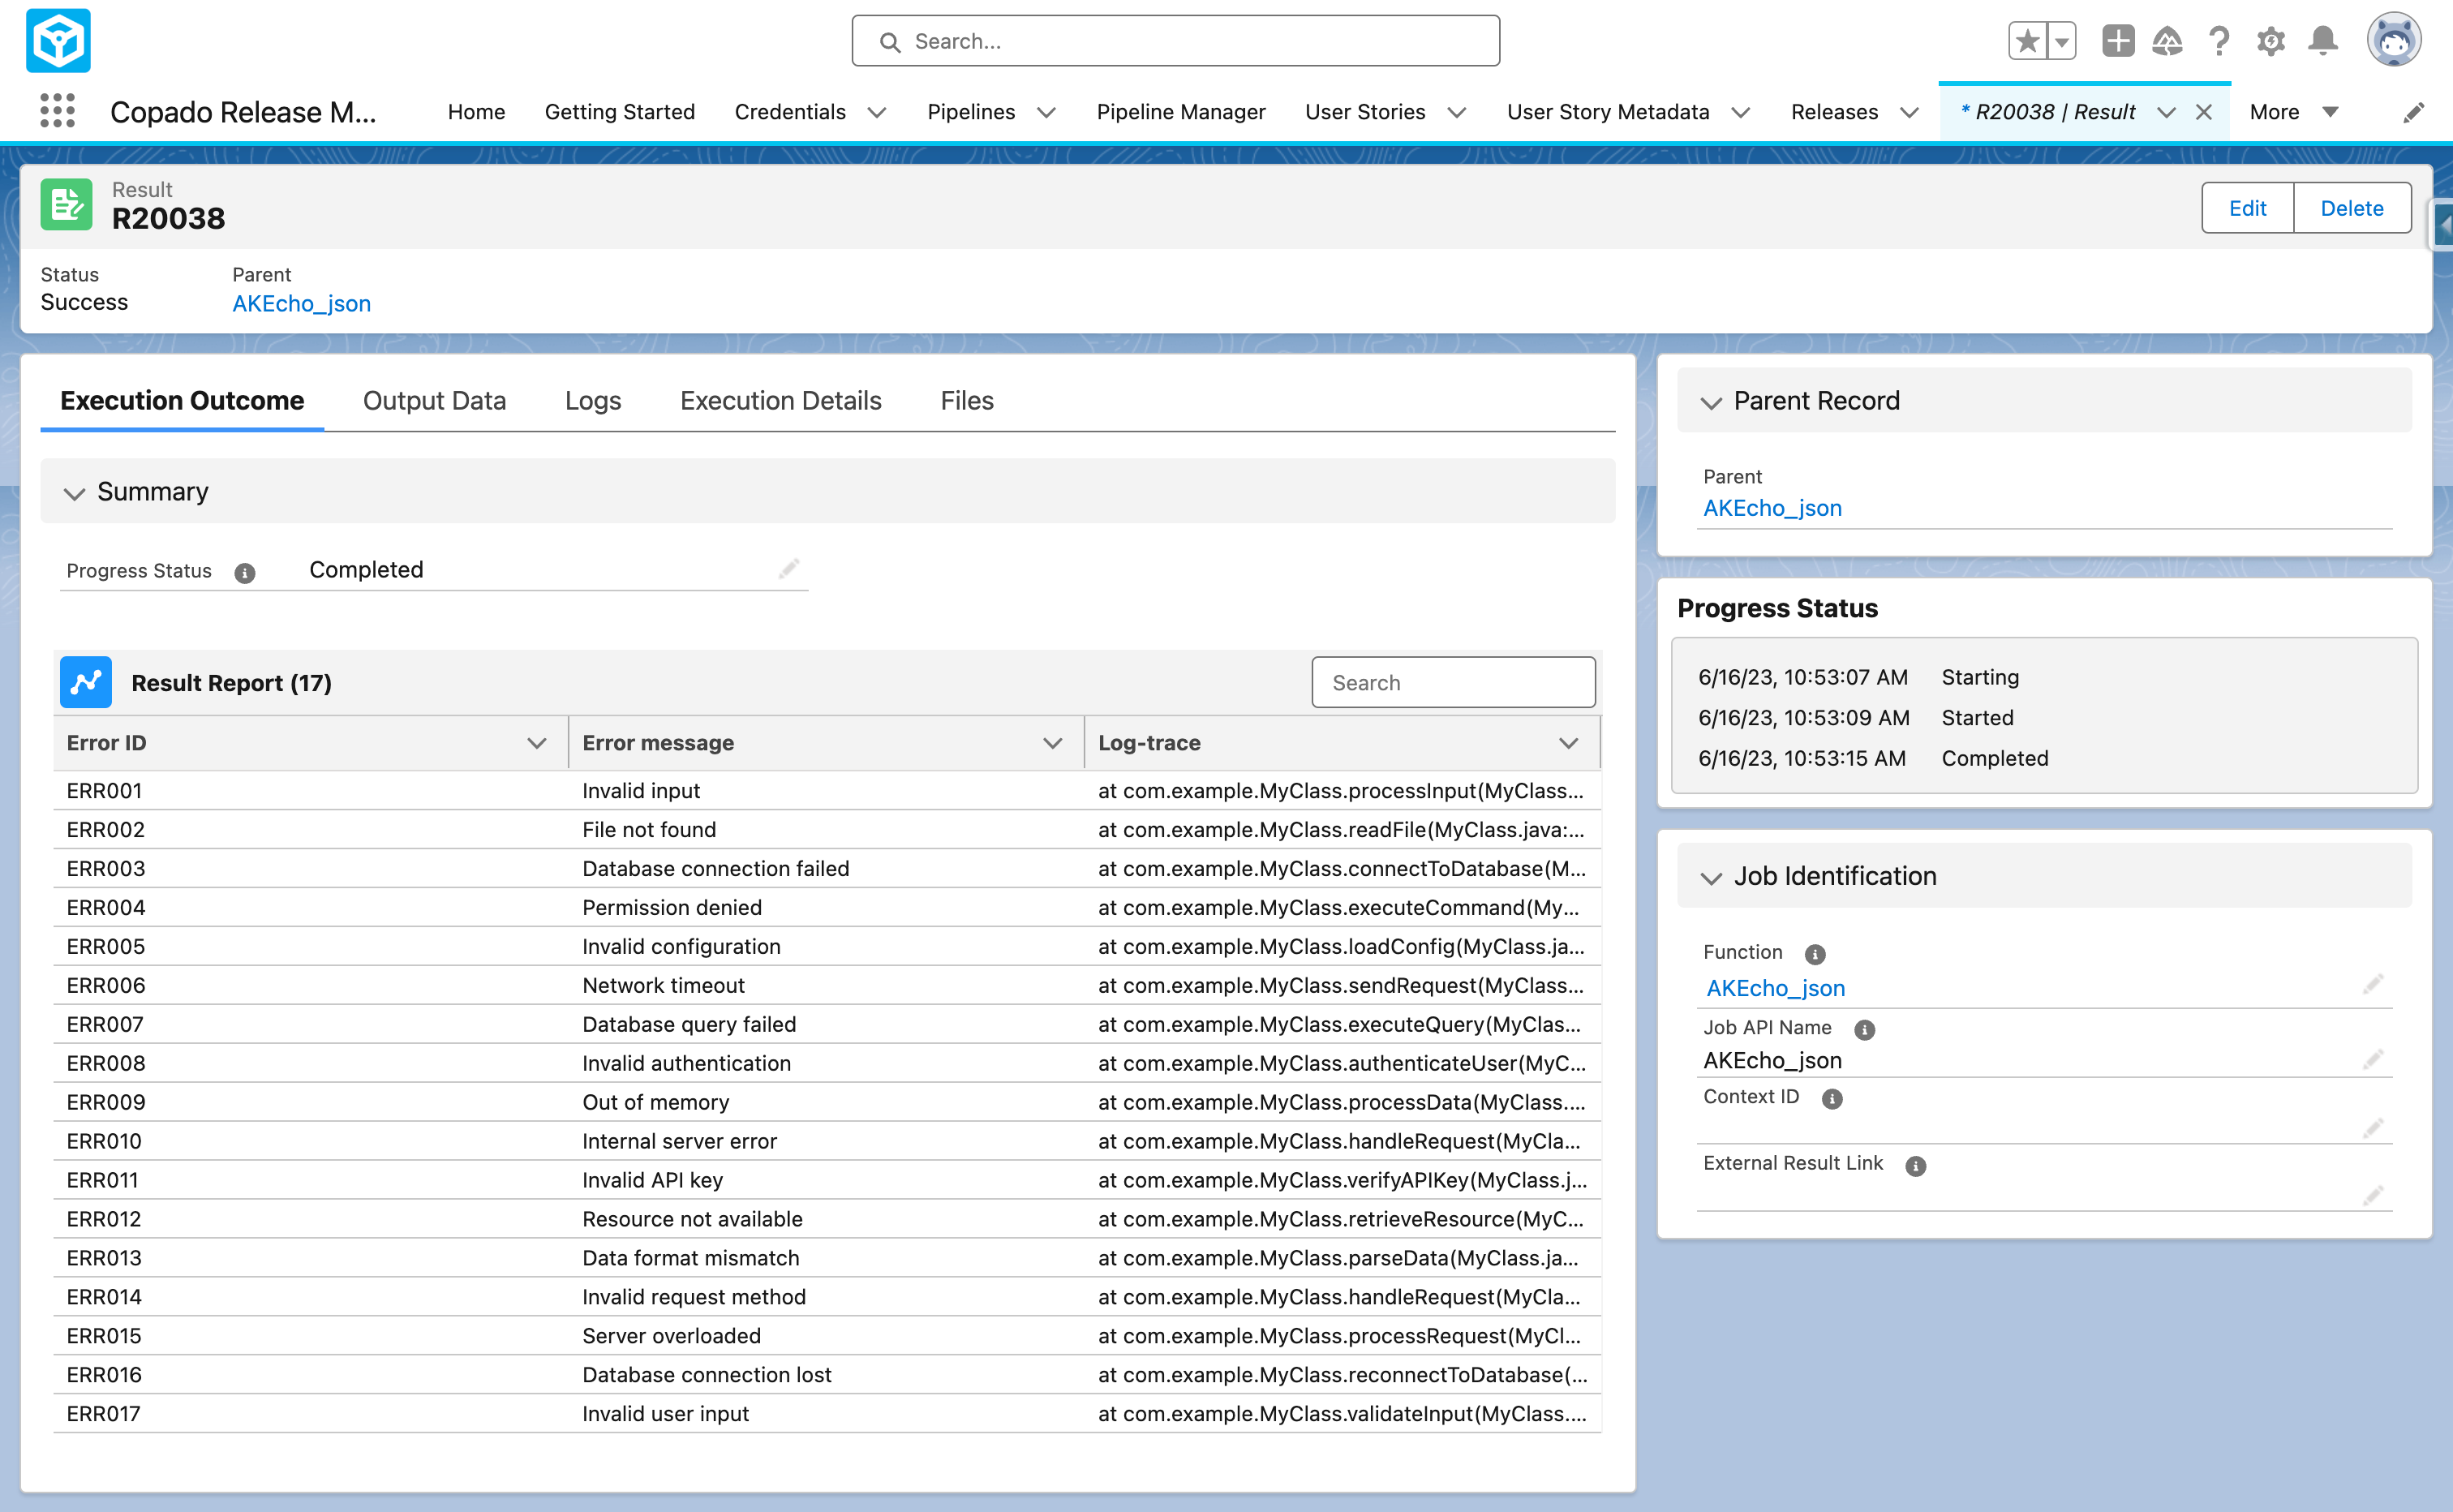 Search...
Copado Release M...
Home
Getting Started
Credentials
Pipelines
Pipeline Manager
User Stories
User Story Metadata
Releases
* R20038 | Result
More
Result
R20038
Edit
Delete
Status
Parent
Success
AKEcho_json
Execution Outcome
Output Data
Logs
Execution Details
Files
Summary
Progress Status
Completed
Result Report (17)
Search
Error ID Error message Log-trace
ERR001 Invalid input at com.example.MyClass.processInput(MyClass...
ERR002 File not found at com.example.MyClass.readFile(MyClass.java:...
ERR003 Database connection failed at com.example.MyClass.connectToDatabase(M...
ERR004 Permission denied at com.example.MyClass.executeCommand(My...
ERR005 Invalid configuration at com.example.MyClass.loadConfig(MyClass.ja...
ERR006 Network timeout at com.example.MyClass.sendRequest(MyClass...
ERR007 Database query failed at com.example.MyClass.executeQuery(MyClas...
ERR008 Invalid authentication at com.example.MyClass.authenticateUser(MyC...
ERR009 Out of memory at com.example.MyClass.processData(MyClass....
ERR010 Internal server error at com.example.MyClass.handleRequest(MyCla...
ERR011 Invalid API key at com.example.MyClass.verifyAPIKey(MyClass.j...
ERR012 Resource not available at com.example.MyClass.retrieveResource(MyC...
ERR013 Data format mismatch at com.example.MyClass.parseData(MyClass.ja...
ERR014 Invalid request method at com.example.MyClass.handleRequest(MyCla...
ERR015 Server overloaded at com.example.MyClass.processRequest(MyCl...
ERR016 Database connection lost at com.example.MyClass.reconnectToDatabase(...
ERR017 Invalid user input at com.example.MyClass.validateInput(MyClass....
Parent Record
Parent
AKEcho_json
Progress Status
6/16/23, 10:53:07 AM Starting
6/16/23, 10:53:09 AM Started
6/16/23, 10:53:15 AM Completed
Job Identification
Function
AKEcho_json
Job API Name
AKEcho_json
Context ID
External Result Link